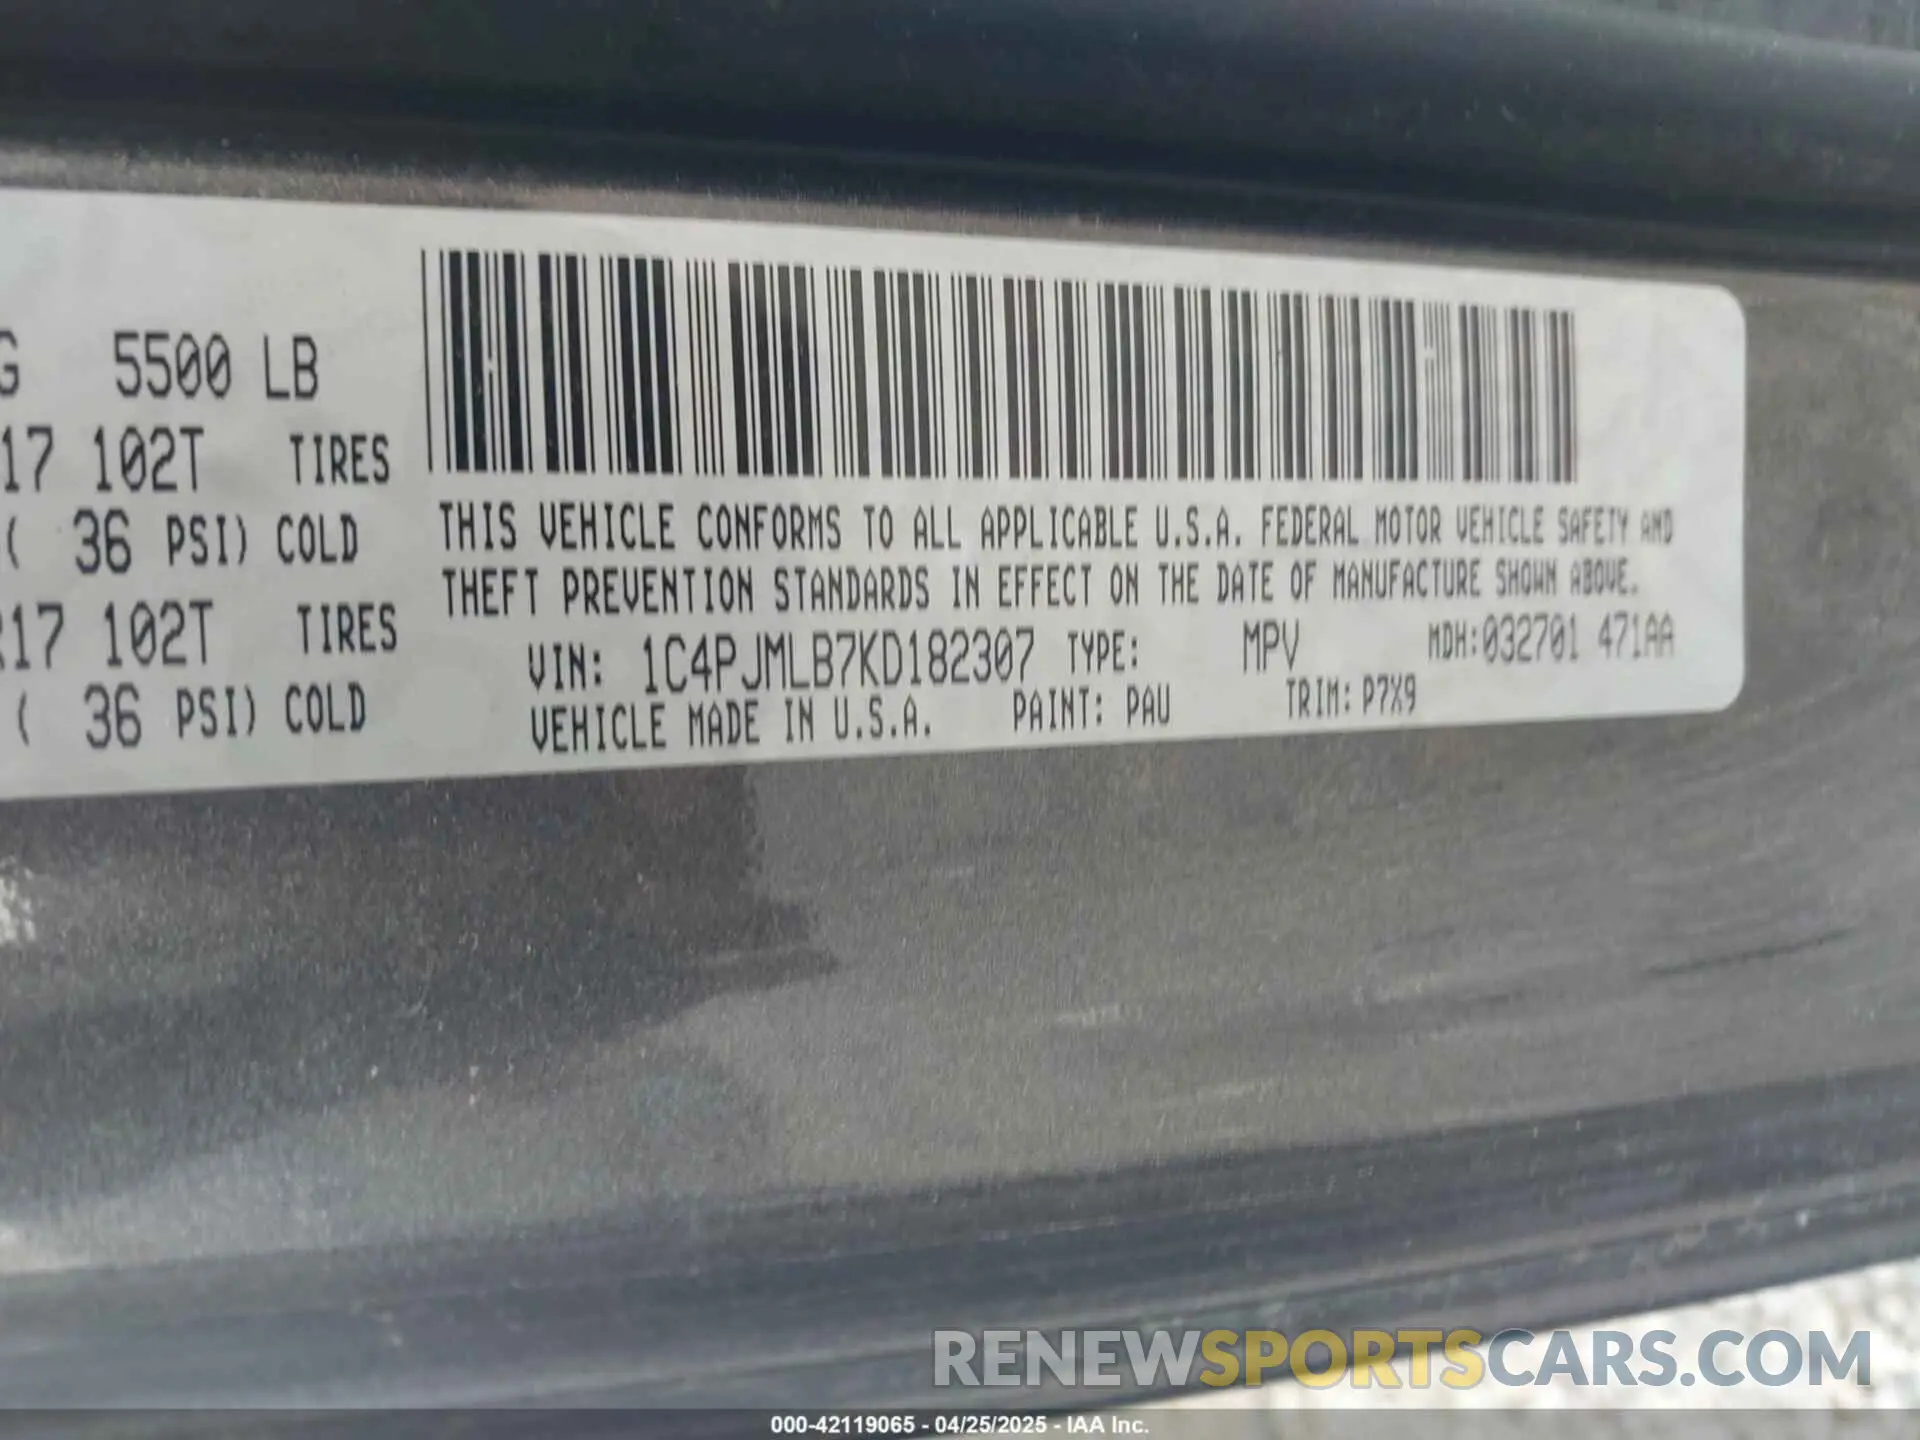 G 5500 LB
17 102T TIRES
( 36 PSI) COLD
R17 102T TIRES
( 36 PSI) COLD
THIS VEHICLE CONFORMS TO ALL APPLICABLE U.S.A. FEDERAL MOTOR VEHICLE SAFETY AND
THEFT PREVENTION STANDARDS IN EFFECT ON THE DATE OF MANUFACTURE SHOWN ABOVE.
VIN: 1C4PJMLB7KD182307 TYPE: MPV MDH:032701 471AA
VEHICLE MADE IN U.S.A. PAINT: PAU TRIM: P7X9
RENEWSPORTSCARS.COM
000-42119065 - 04/25/2025 - IAA Inc.